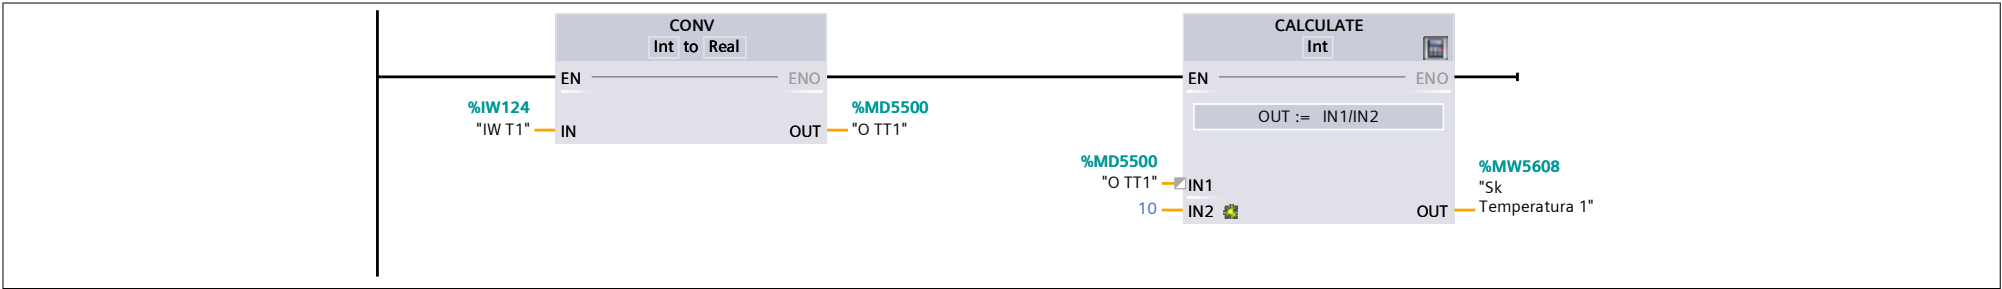 CONV
Int to Real
EN
ENO
%IW124
"IW T1"
IN
OUT
%MD5500
"O TT1"
CALCULATE
Int
EN
ENO
OUT := IN1/IN2
%MD5500
"O TT1"
IN1
10
IN2
OUT
%MW5608
"Sk
Temperatura 1"